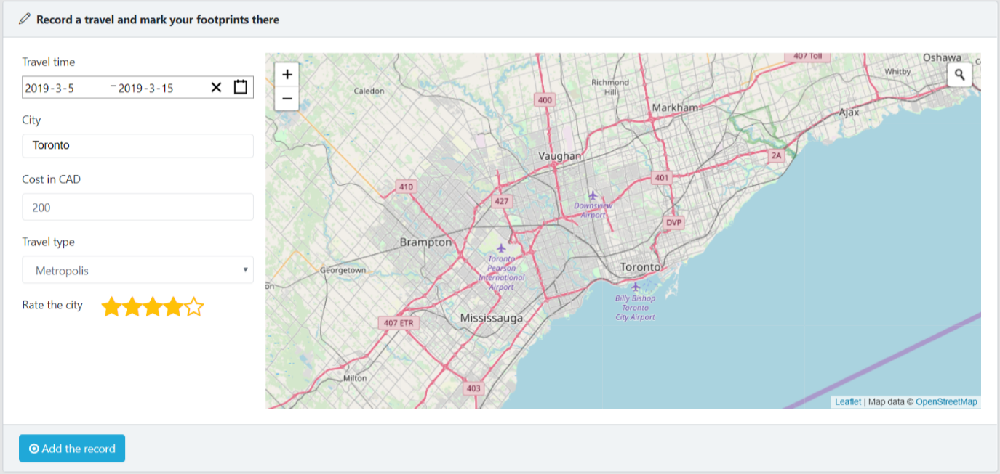 Record a travel and mark your footprints there
Travel time
2019-3-5 – 2019-3-15
City
Toronto
Cost in CAD
200
Travel type
Metropolis
Rate the city
+
−
407 Toll
Oshawa
Whitby
Caledon
Richmond
Hill
400
Markham
Ajax
Vaughan
2A
401
410
427
Downsview
Airport
DVP
Brampton
Toronto
Pearson
International
Airport
Georgetown
Toronto
Billy Bishop
Toronto
City Airport
Mississauga
407 ETR
Milton
403
Leaflet | Map data © OpenStreetMap
Add the record